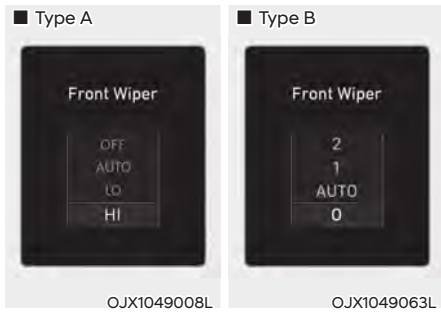 ■ Type A
Front Wiper
OFF
AUTO
LO
HI
OJX1049008L
■ Type B
Front Wiper
2
1
AUTO
0
OJX1049063L